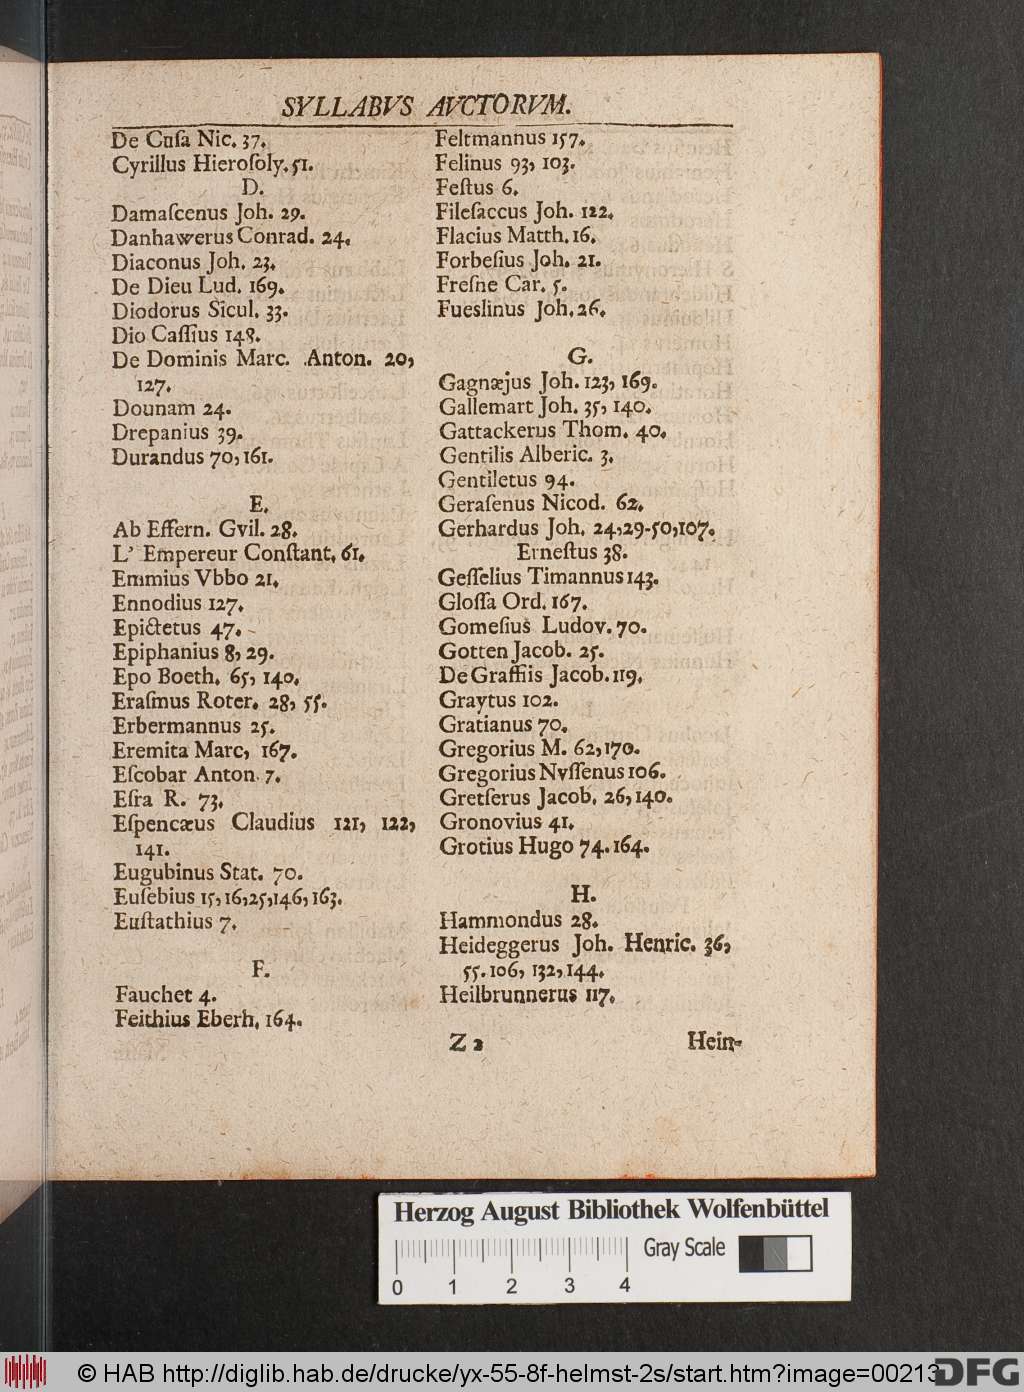 SYLLABVS AVCTORVM.
De Cuſa Nic. 37.
Cyrillus Hieroſoly. 51.
D.
Damaſcenus Joh. 29.
Danhawerus Conrad. 24.
Diaconus Joh. 23.
De Dieu Lud. 169.
Diodorus Sicul. 33.
Dio Caſſius 148.
De Dominis Marc. Anton. 20,
127.
Dounam 24.
Drepanius 39.
Durandus 70, 161.
E.
Ab Effern. Gvil. 28.
L' Empereur Conſtant. 61.
Emmius Vbbo 21.
Ennodius 127.
Epictetus 47.
Epiphanius 8, 29.
Epo Boeth. 65, 140.
Eraſmus Roter. 28, 55.
Erbermannus 25.
Eremita Marc, 167.
Eſcobar Anton. 7.
Eſra R. 73.
Eſpencæus Claudius 121, 122,
141.
Eugubinus Stat. 70.
Euſebius 15, 16, 25, 146, 163.
Euſtathius 7.
F.
Fauchet 4.
Feithius Eberh. 164.
Feltmannus 157.
Felinus 93, 103.
Feſtus 6.
Fileſaccus Joh. 122.
Flacius Matth. 16.
Forbeſius Joh. 21.
Freſne Car. 5.
Fueslinus Joh. 26.
G.
Gagnæjus Joh. 123, 169.
Gallemart Joh. 35, 140.
Gattackerus Thom. 40.
Gentilis Alberic. 3.
Gentiletus 94.
Geraſenus Nicod. 62.
Gerhardus Joh. 24, 29-50, 107.
Erneſtus 38.
Geſſelius Timannus 143.
Gloſſa Ord. 167.
Gomeſius Ludov. 70.
Gotten Jacob. 25.
De Graffiis Jacob. 119.
Graytus 102.
Gratianus 70.
Gregorius M. 62, 170.
Gregorius Nyſſenus 106.
Gretſerus Jacob. 26, 140.
Gronovius 41.
Grotius Hugo 74. 164.
H.
Hammondus 28.
Heideggerus Joh. Henric. 36,
55. 106, 132, 144.
Heilbrunnerus 117.
Z 2
Hein-
Herzog August Bibliothek Wolfenbüttel
Gray Scale
0 1 2 3 4
© HAB http://diglib.hab.de/drucke/yx-55-8f-helmst-2s/start.htm?image=00213
DFG